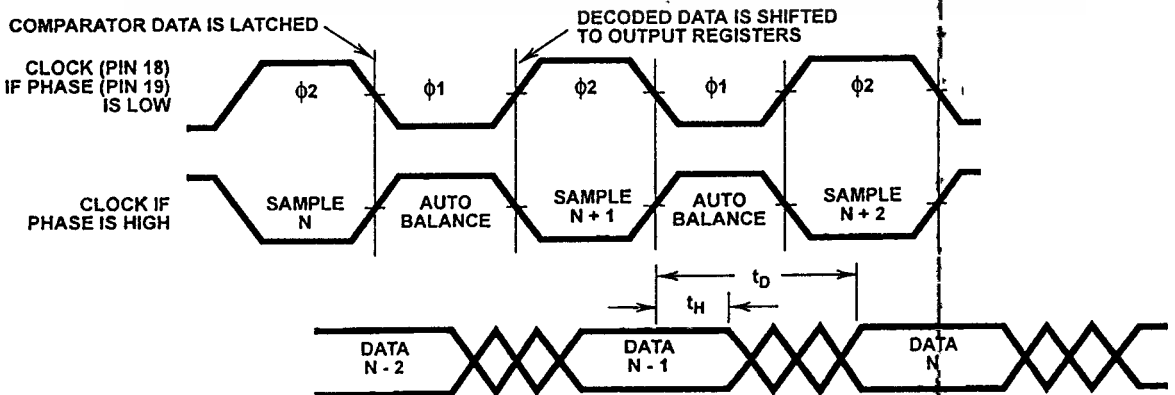 COMPARATOR DATA IS LATCHED
DECODED DATA IS SHIFTED
TO OUTPUT REGISTERS
CLOCK (PIN 18)
IF PHASE (PIN 19)
IS LOW
ϕ2
ϕ1
ϕ2
ϕ1
ϕ2
CLOCK IF
PHASE IS HIGH
SAMPLE
N
AUTO
BALANCE
SAMPLE
N + 1
AUTO
BALANCE
SAMPLE
N + 2
tD
tH
DATA
N - 2
DATA
N - 1
DATA
N